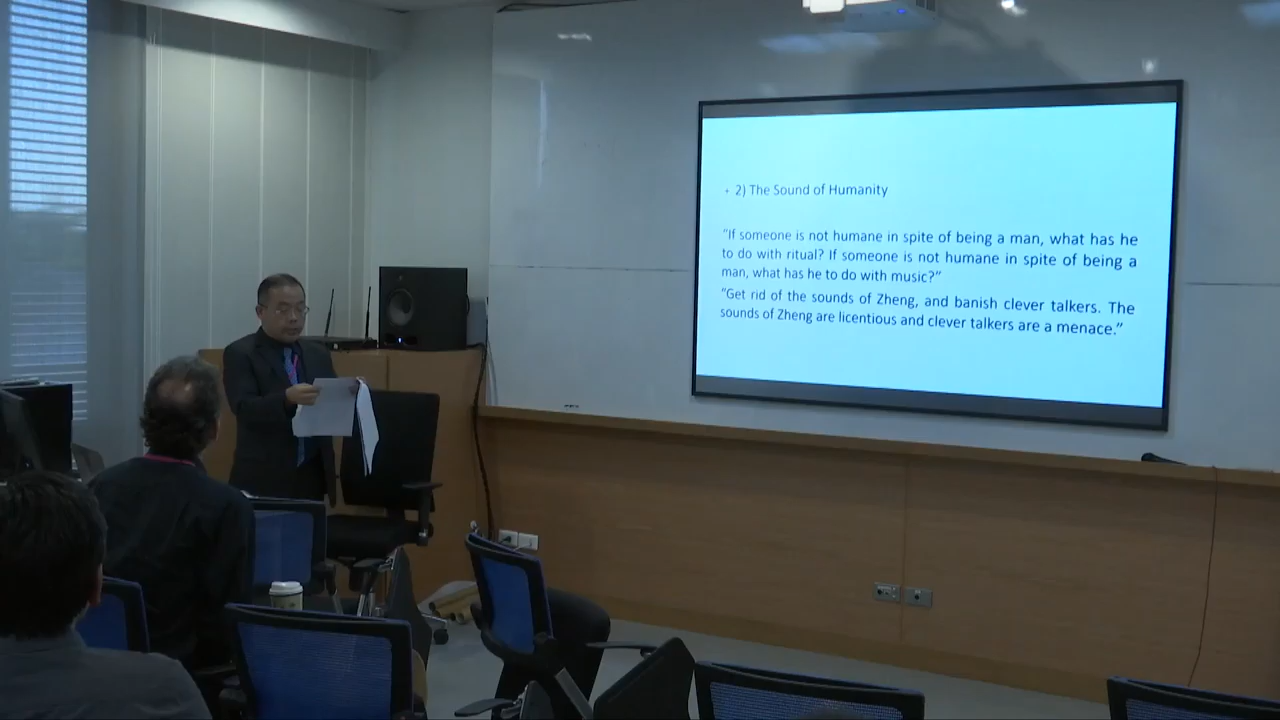 • 2) The Sound of Humanity
“If someone is not humane in spite of being a man, what has he
to do with ritual? If someone is not humane in spite of being a
man, what has he to do with music?”
“Get rid of the sounds of Zheng, and banish clever talkers. The
sounds of Zheng are licentious and clever talkers are a menace.”